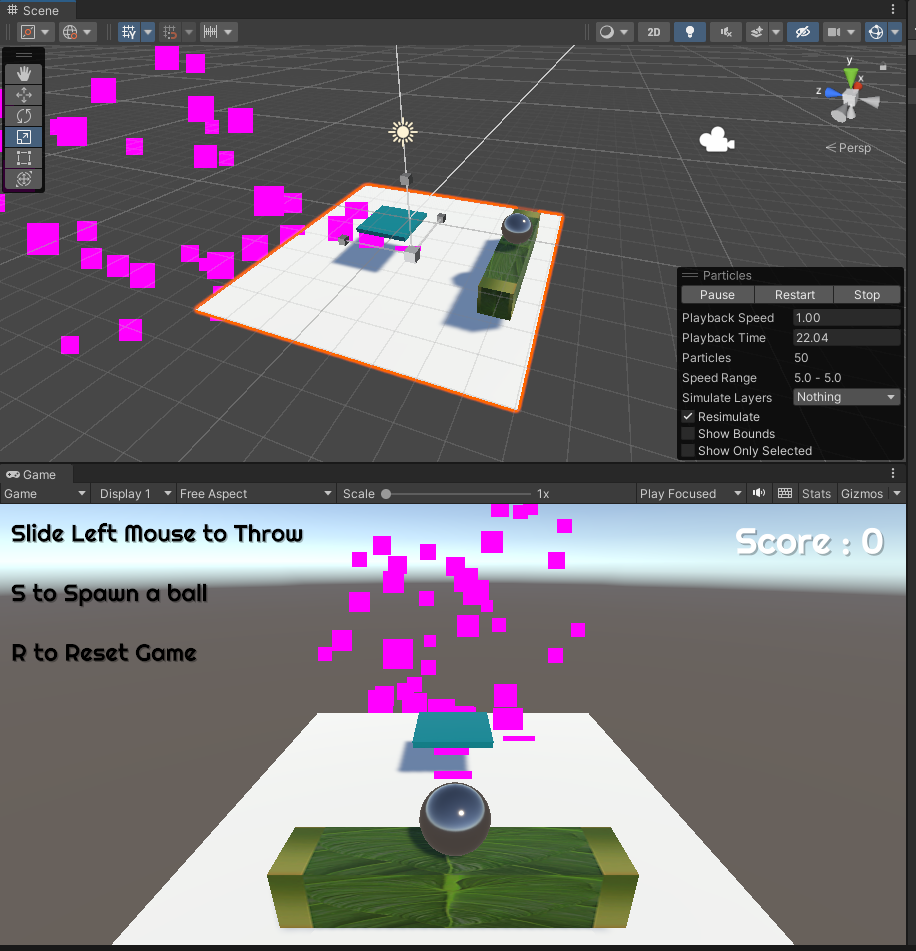 Scene
2D
y
x
z
Persp
Particles
Pause Restart Stop
Playback Speed 1.00
Playback Time 22.04
Particles 50
Speed Range 5.0 - 5.0
Simulate Layers Nothing
Resimulate
Show Bounds
Show Only Selected
Game
Game Display 1 Free Aspect Scale 1x Play Focused Stats Gizmos
Slide Left Mouse to Throw
Score : 0
S to Spawn a ball
R to Reset Game